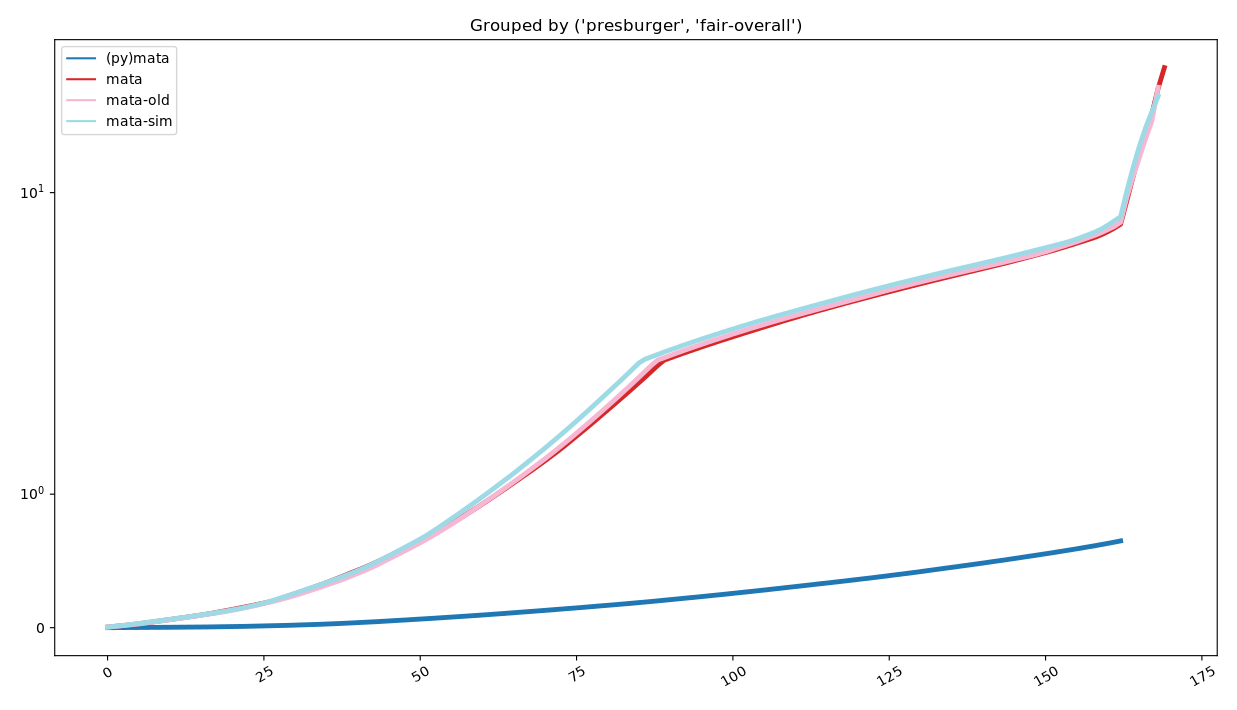 Grouped by ('presburger', 'fair-overall')
(py)mata
mata
mata-old
mata-sim
10¹
10⁰
0
0
25
50
75
100
125
150
175